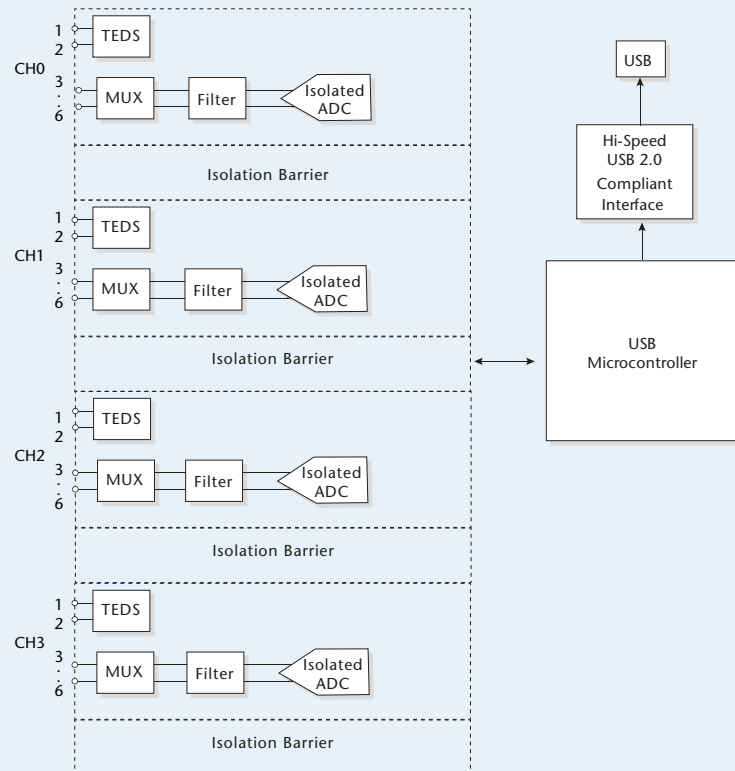 CH0
1
2
TEDS
3
.
.
6
MUX
Filter
Isolated
ADC
Isolation Barrier
CH1
1
2
TEDS
3
.
.
6
MUX
Filter
Isolated
ADC
Isolation Barrier
CH2
1
2
TEDS
3
.
.
6
MUX
Filter
Isolated
ADC
Isolation Barrier
CH3
1
2
TEDS
3
.
.
6
MUX
Filter
Isolated
ADC
Isolation Barrier
USB
Hi-Speed
USB 2.0
Compliant
Interface
USB
Microcontroller